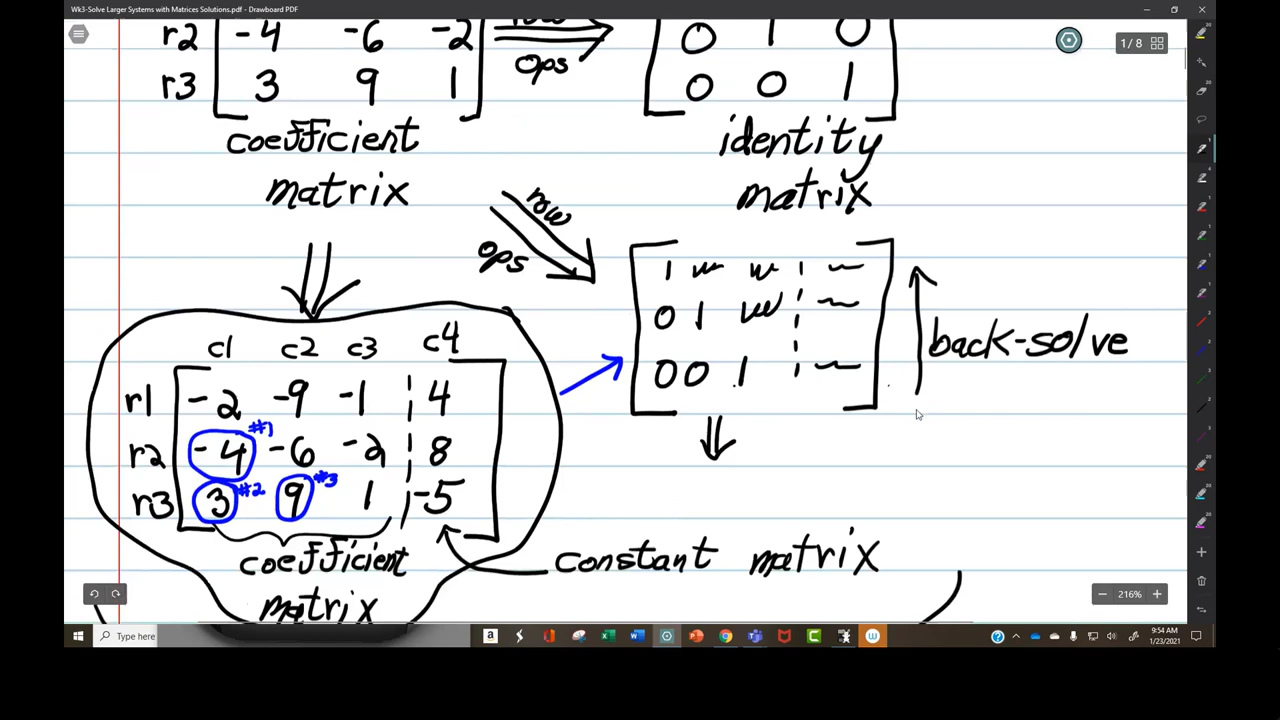 Wk3-Solve Larger Systems with Matrices Solutions.pdf - Drawboard PDF
1/8
r2 -4 -6 -2
ops
0 1 0
r3 3 9 1
0 0 1
coefficient
matrix
identity
matrix
row
ops
1
0 1
0 0 1
back-solve
c1 c2 c3 c4
r1 -2 -9 -1 4
r2 -4 #1 -6 -2 8
r3 3 #2 9 #3 1 -5
coefficient
matrix
constant matrix
216%
Type here
9:54 AM
1/23/2021